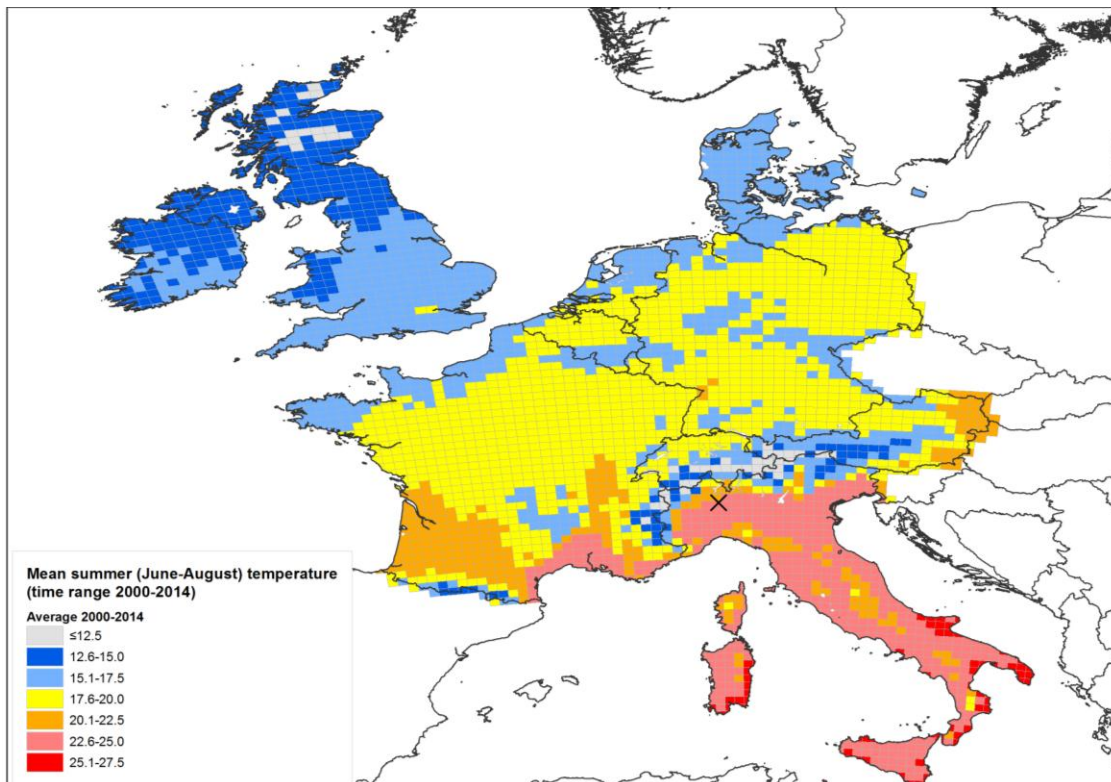 Mean summer (June-August) temperature
(time range 2000-2014)
Average 2000-2014
≤12.5
12.6-15.0
15.1-17.5
17.6-20.0
20.1-22.5
22.6-25.0
25.1-27.5